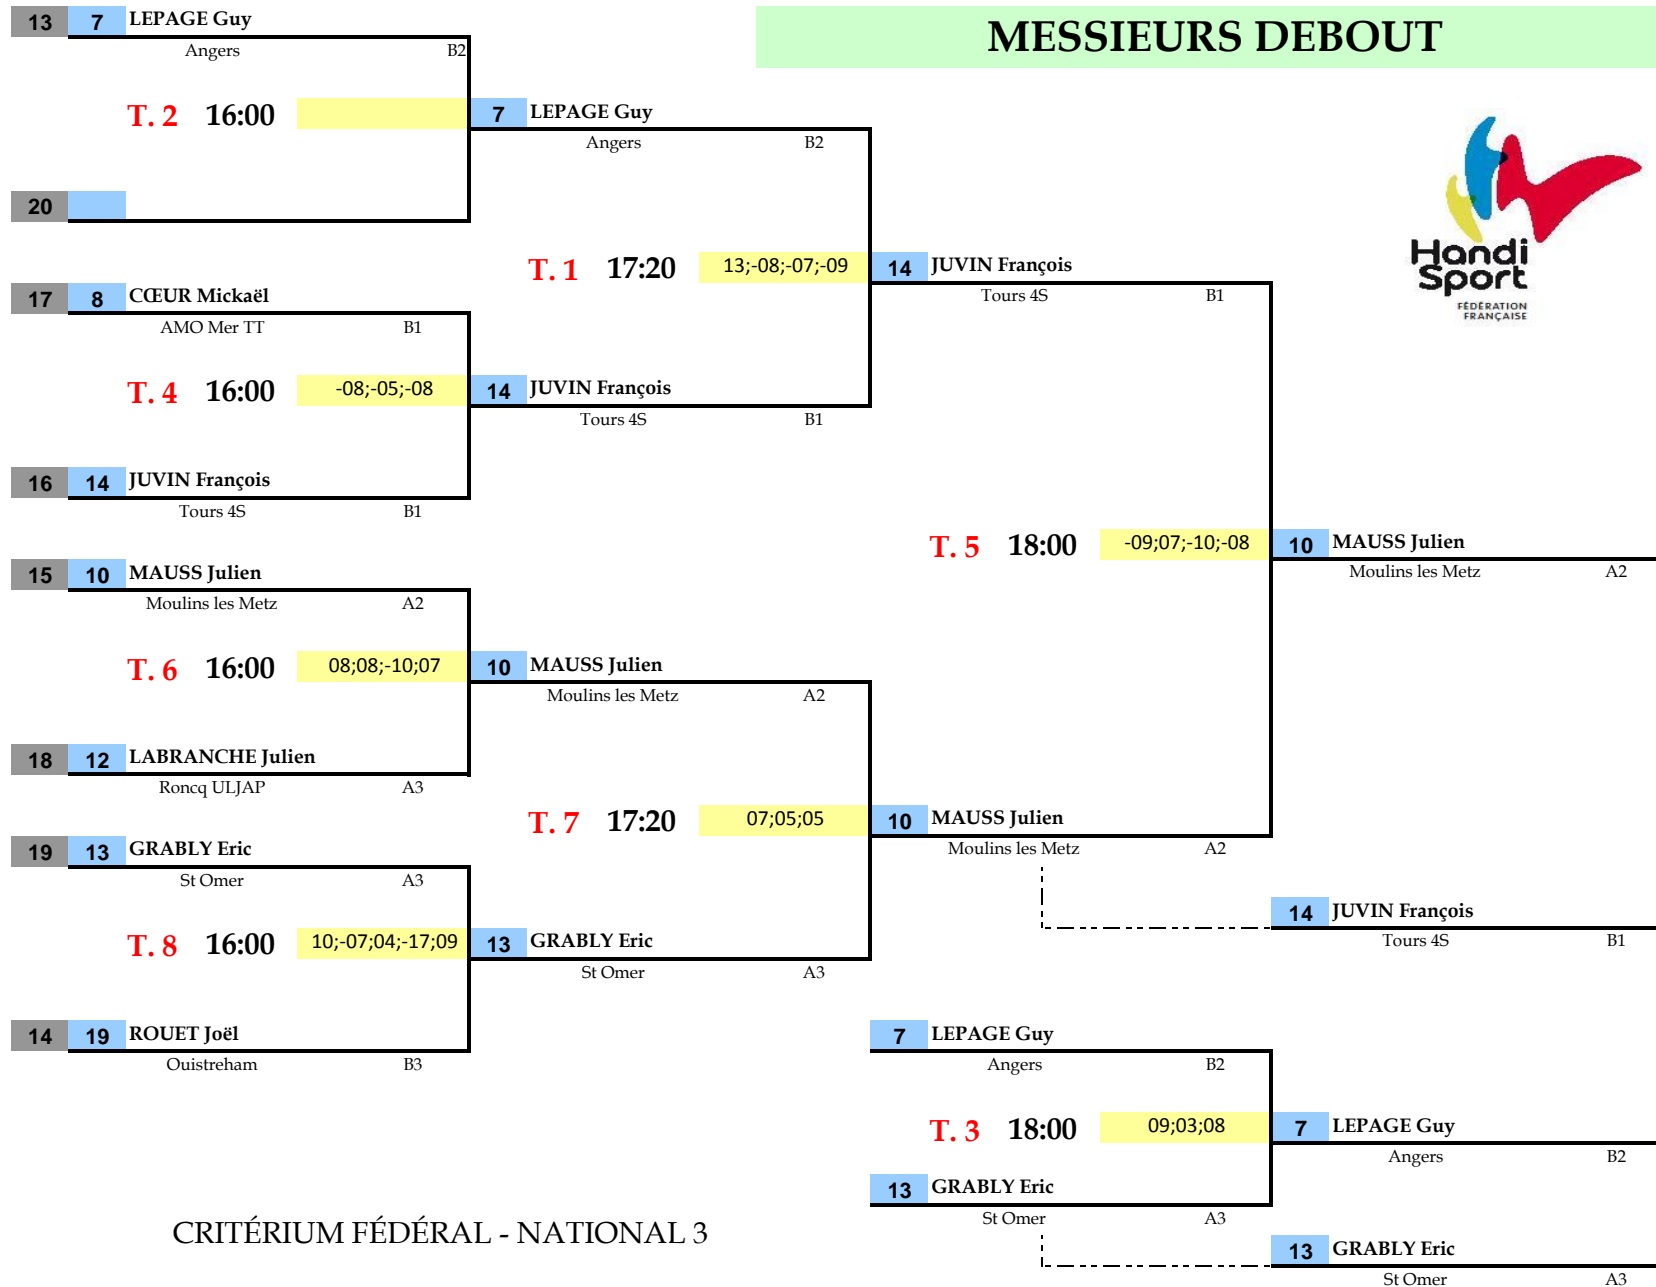 13 7 LEPAGE Guy
MESSIEURS DEBOUT
Angers B2
T. 2 16:00
7 LEPAGE Guy
Angers B2
20
T. 1 17:20 13;-08;-07;-09
14 JUVIN François
Tours 4S B1
Handi
Sport
FÉDÉRATION
FRANÇAISE
17 8 CŒUR Mickaël
AMO Mer TT B1
T. 4 16:00 -08;-05;-08
14 JUVIN François
Tours 4S B1
16 14 JUVIN François
Tours 4S B1
T. 5 18:00 -09;07;-10;-08
10 MAUSS Julien
Moulins les Metz A2
15 10 MAUSS Julien
Moulins les Metz A2
T. 6 16:00 08;08;-10;07
10 MAUSS Julien
Moulins les Metz A2
18 12 LABRANCHE Julien
Roncq ULJAP A3
T. 7 17:20 07;05;05
10 MAUSS Julien
Moulins les Metz A2
19 13 GRABLY Eric
St Omer A3
14 JUVIN François
Tours 4S B1
T. 8 16:00 10;-07;04;-17;09
13 GRABLY Eric
St Omer A3
14 19 ROUET Joël
Ouistreham B3
7 LEPAGE Guy
Angers B2
T. 3 18:00 09;03;08
7 LEPAGE Guy
Angers B2
13 GRABLY Eric
St Omer A3
CRITÉRIUM FÉDÉRAL - NATIONAL 3
13 GRABLY Eric
St Omer A3